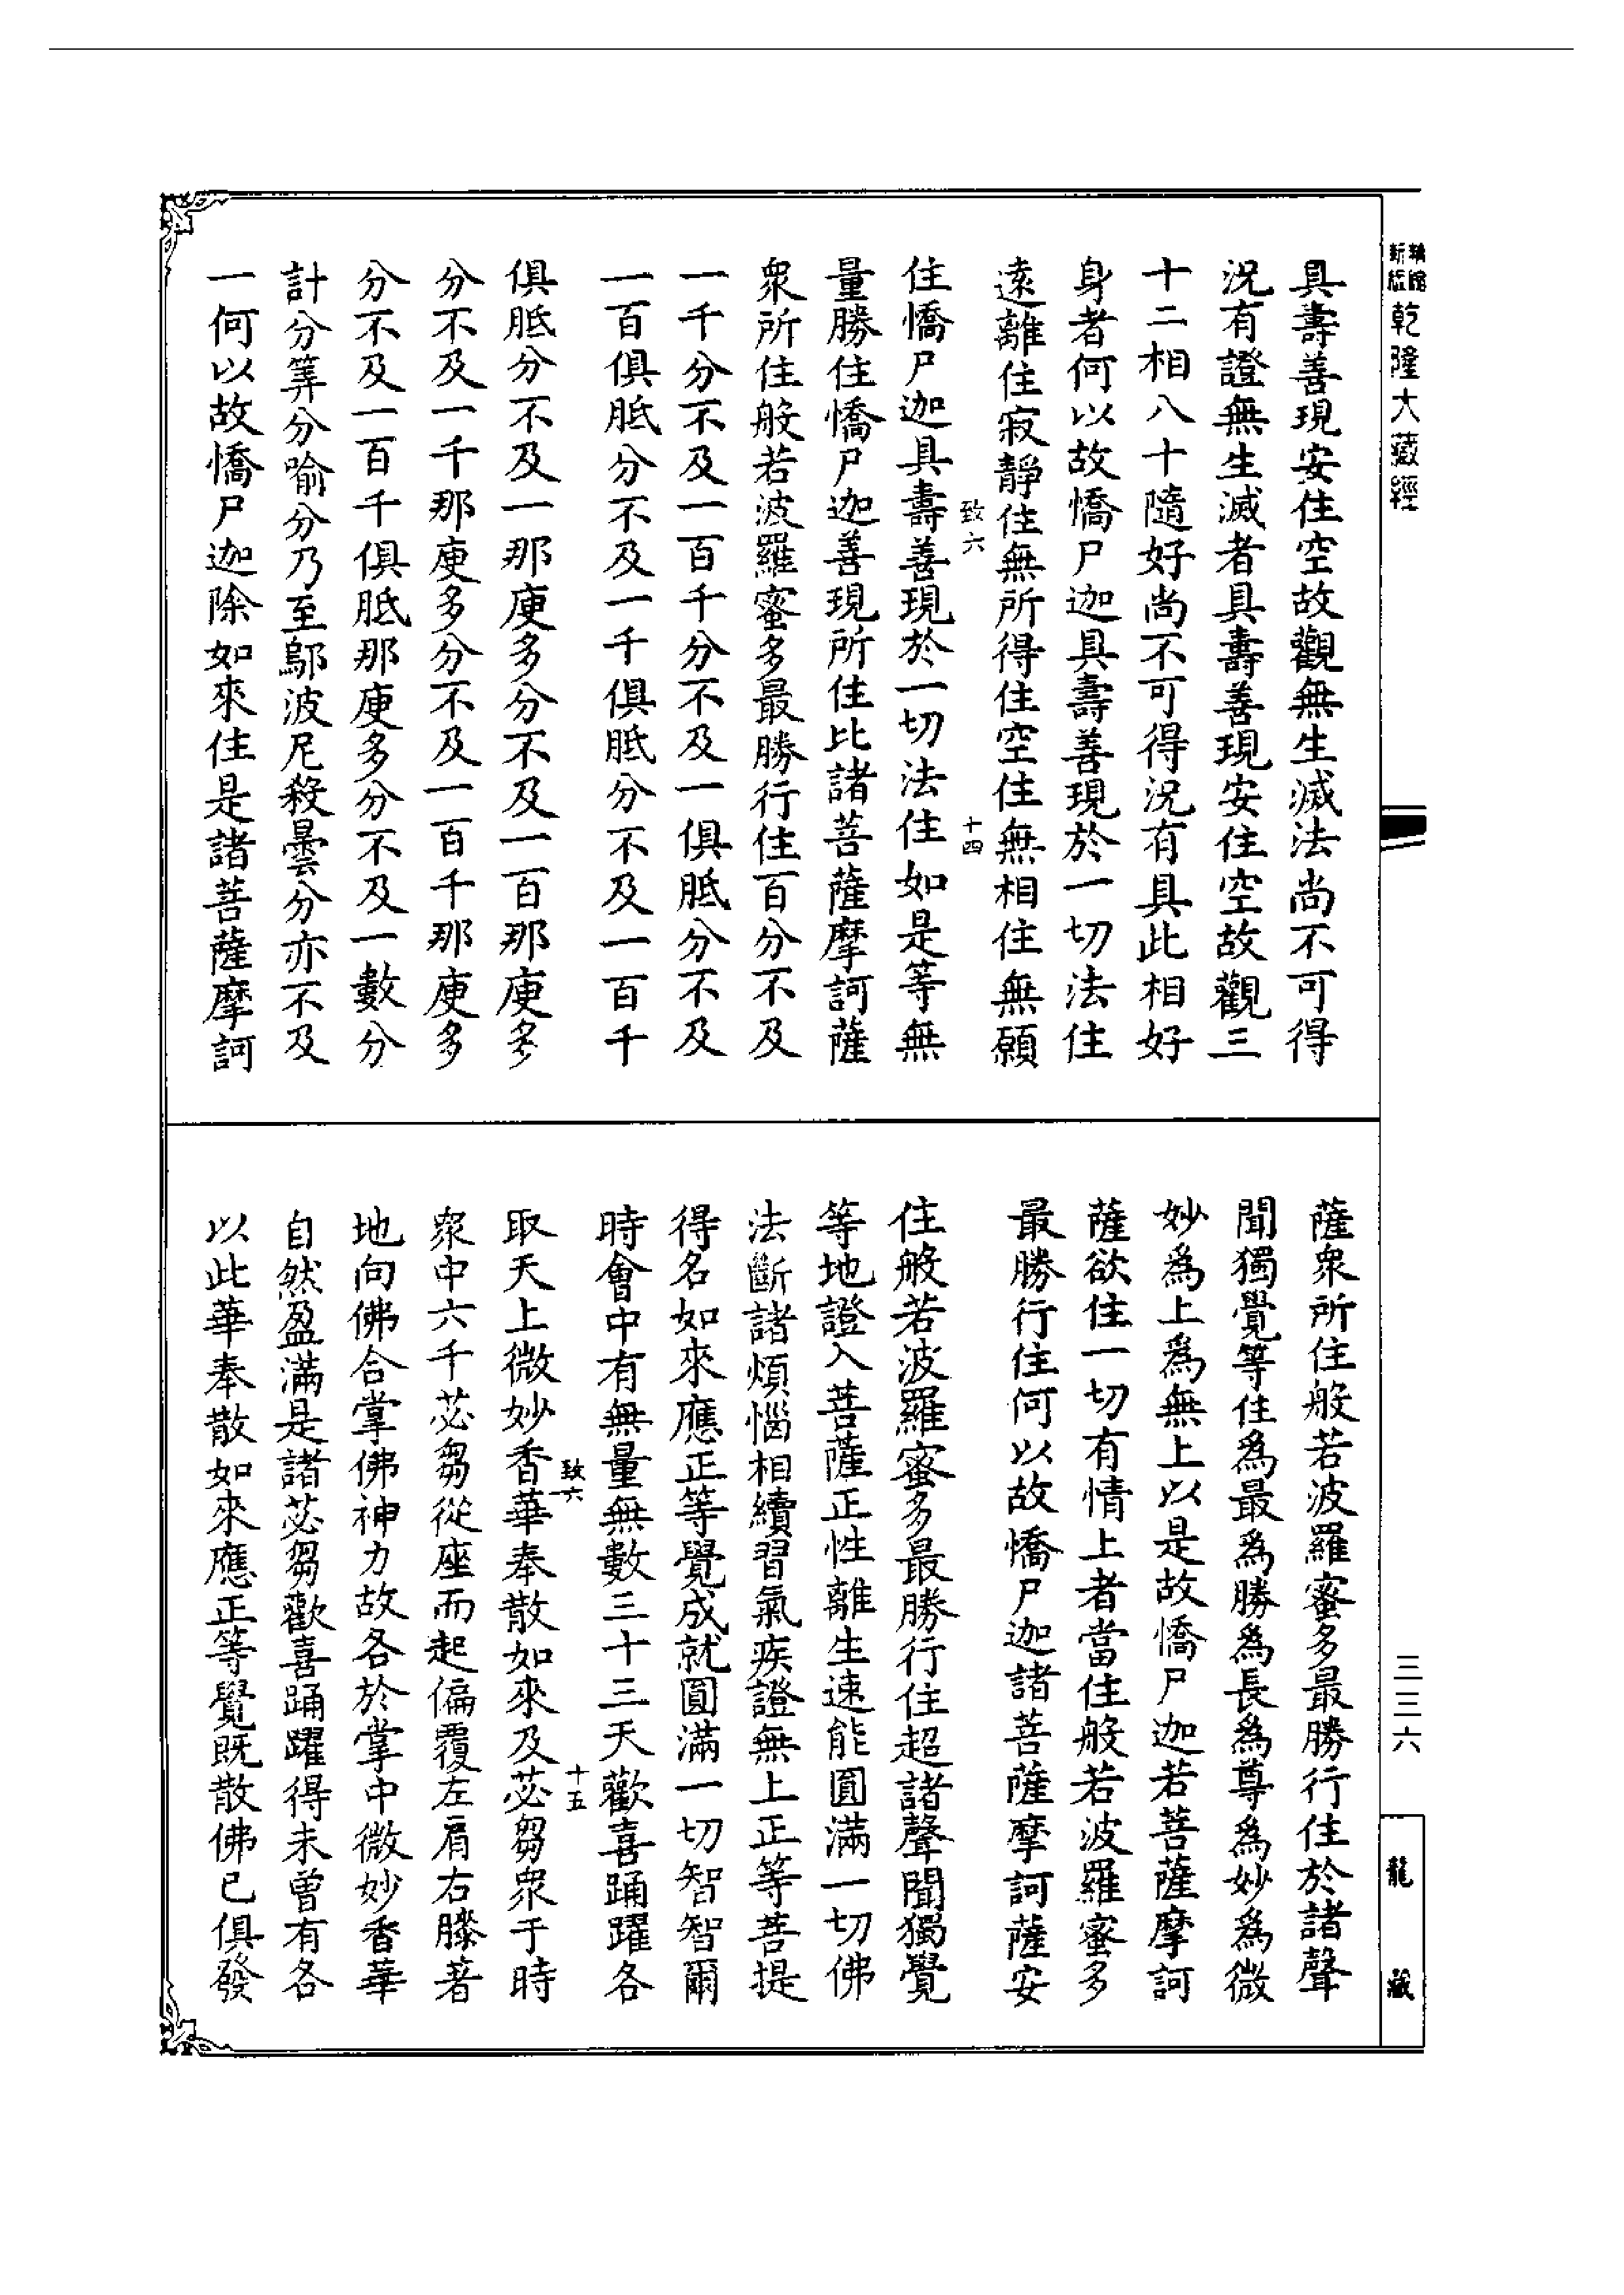 乾隆大藏經
具壽善現安住空故觀無生滅法尚不可得
況有證無生滅者具壽善現安住空故觀三
十二相八十隨好尚不可得況有具此相好
身者何以故憍尸迦具壽善現於一切法住
遠離住寂靜住無所得住空住無相住無願
致六 十四
住憍尸迦具壽善現於一切法住如是等無
量勝住憍尸迦善現所住比諸菩薩摩訶薩
衆所住般若波羅蜜多最勝行住百分不及
一千分不及一百千分不及一俱胝分不及
一百俱胝分不及一千俱胝分不及一百千
俱胝分不及一那庾多分不及一百那庾多
分不及一千那庾多分不及一百千那庾多
分不及一百千俱胝那庾多分不及一數分
計分筭分喻分乃至鄔波尼殺曇分亦不及
一何以故憍尸迦除如來住是諸菩薩摩訶
薩衆所住般若波羅蜜多最勝行住於諸聲
聞獨覺等住爲最爲勝爲長爲尊爲妙爲微
妙爲上爲無上以是故憍尸迦若菩薩摩訶
薩欲住一切有情上者當住般若波羅蜜多
最勝行住何以故憍尸迦諸菩薩摩訶薩安
住般若波羅蜜多最勝行住超諸聲聞獨覺
等地證入菩薩正性離生速能圓滿一切佛
法斷諸煩惱相續習氣疾證無上正等菩提
得名如來應正等覺成就圓滿一切智智爾
時會中有無量無數三十三天歡喜踊躍各
致六 十五
取天上微妙香華奉散如來及苾芻衆于時
衆中六千苾芻從座而起偏覆左肩右膝著
地向佛合掌佛神力故各於掌中微妙香華
自然盈滿是諸苾芻歡喜踊躍得未曾有各
以此華奉散如來應正等覺既散佛已俱發
三三六
龍藏